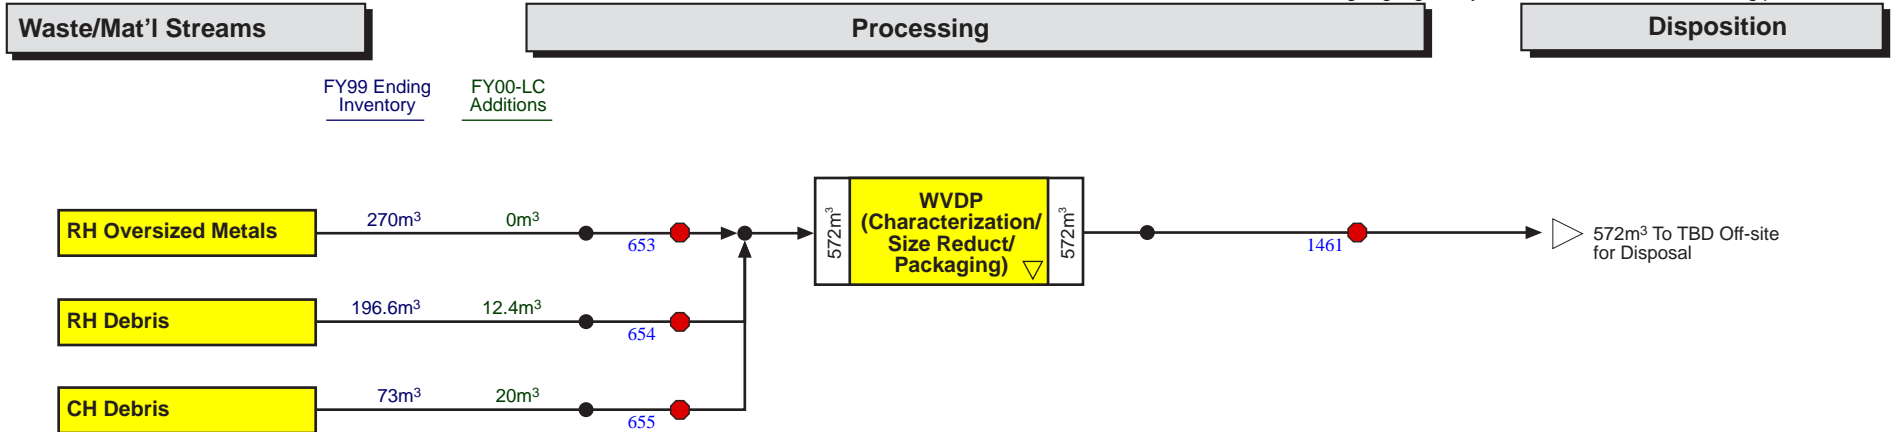 Waste/Mat'l Streams
Processing
Disposition
FY99 Ending
Inventory
FY00-LC
Additions
RH Oversized Metals
270m³
0m³
653
572m³
WVDP
(Characterization/
Size Reduct/
Packaging)
572m³
1461
572m³ To TBD Off-site
for Disposal
RH Debris
196.6m³
12.4m³
654
CH Debris
73m³
20m³
655